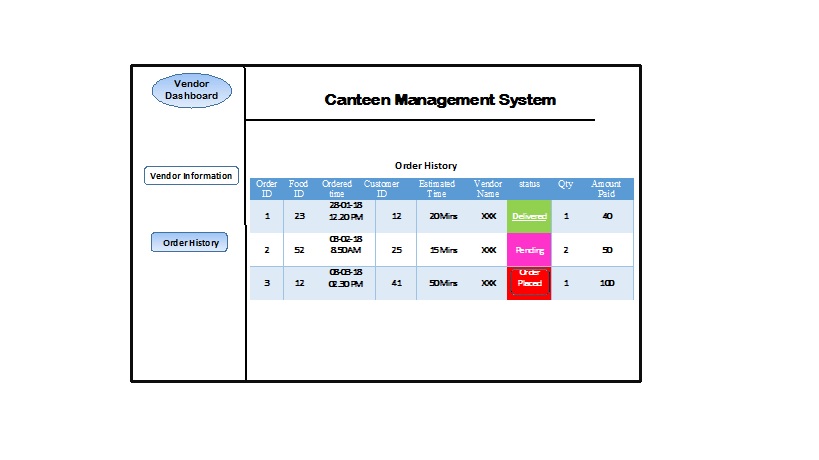 Vendor
Dashboard
Canteen Management System
Vendor Information
Order History
Order History
Order ID Food ID Ordered time Customer ID Estimated Time Vendor Name status Qty Amount Paid
1 23 28-01-18 12.20 PM 12 20 Mins XXX Delivered 1 40
2 52 03-02-18 8.50AM 25 15 Mins XXX Pending 2 50
3 12 08-03-18 02.30 PM 41 50 Mins XXX Order Placed 1 100